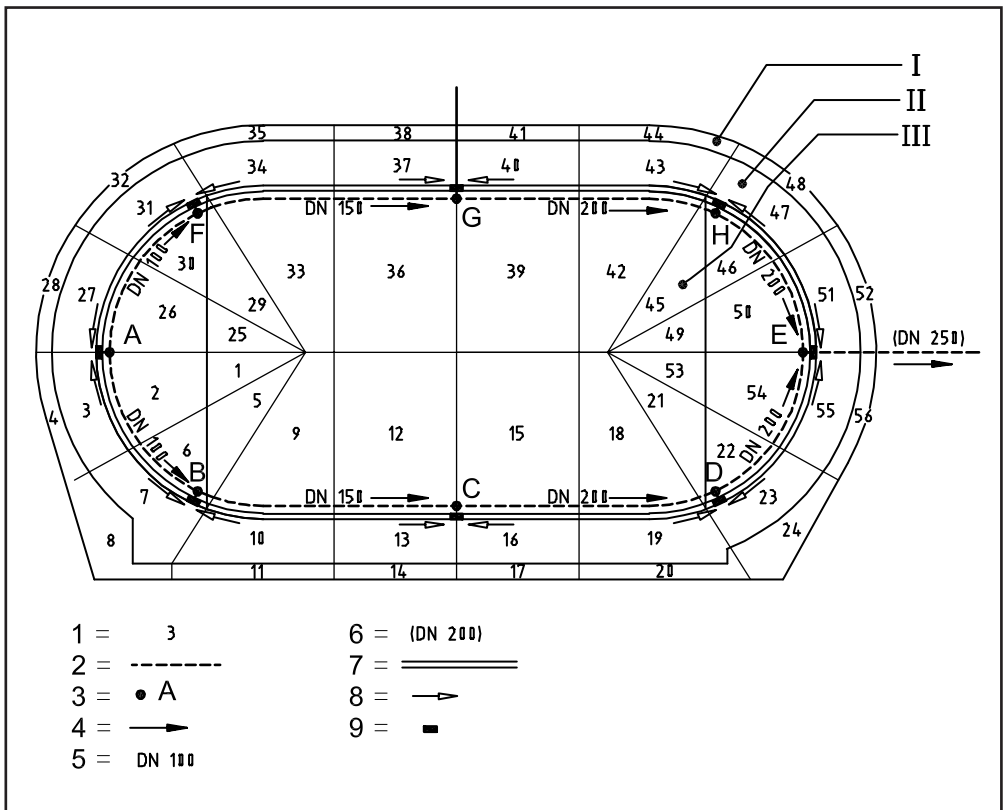 I
II
III
35 38 41 44
32 34 37 40 43 48
31 47
F DN 150 G DN 200 H
28 27 DN 100 30 33 36 39 42 46 DN 200 51 52
26 29 45 50
A 25 49 E (DN 250)
1 53
4 3 2 5 21 54 55 56
DN 100 9 12 15 18 DN 200
6 22
B C D
7 DN 150 DN 200 23
8 10 13 16 19 24
11 14 17 20
1 = 3
2 =
3 = A
4 =
5 = DN 100
6 = (DN 200)
7 =
8 =
9 =